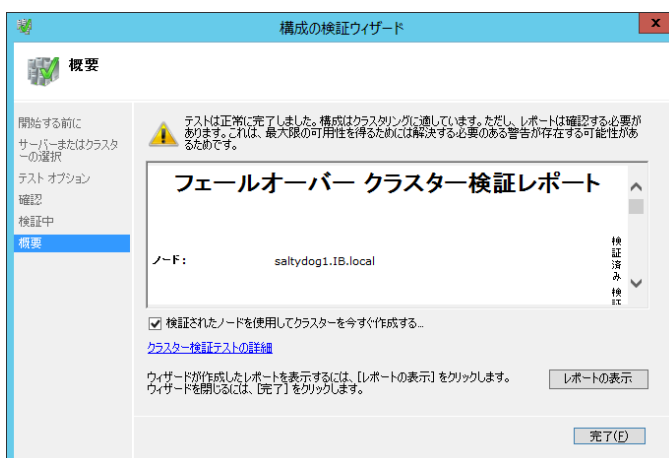 構成の検証ウィザード
x
概要
開始する前に
サーバーまたはクラスタ
ーの選択
テスト オプション
確認
検証中
概要
テストは正常に完了しました。構成はクラスタリングに適しています。ただし、レポートは確認する必要が
あります。これは、最大限の可用性を得るためには解決する必要のある警告が存在する可能性があ
るためです。
フェールオーバー クラスター検証レポート
ノード:
saltydog1.IB.local
検証済み
検証
検証されたノードを使用してクラスターを今すぐ作成する...
クラスター検証テストの詳細
ウィザードが作成したレポートを表示するには、[レポートの表示] をクリックします。
ウィザードを閉じるには、[完了] をクリックします。
レポートの表示
完了(F)